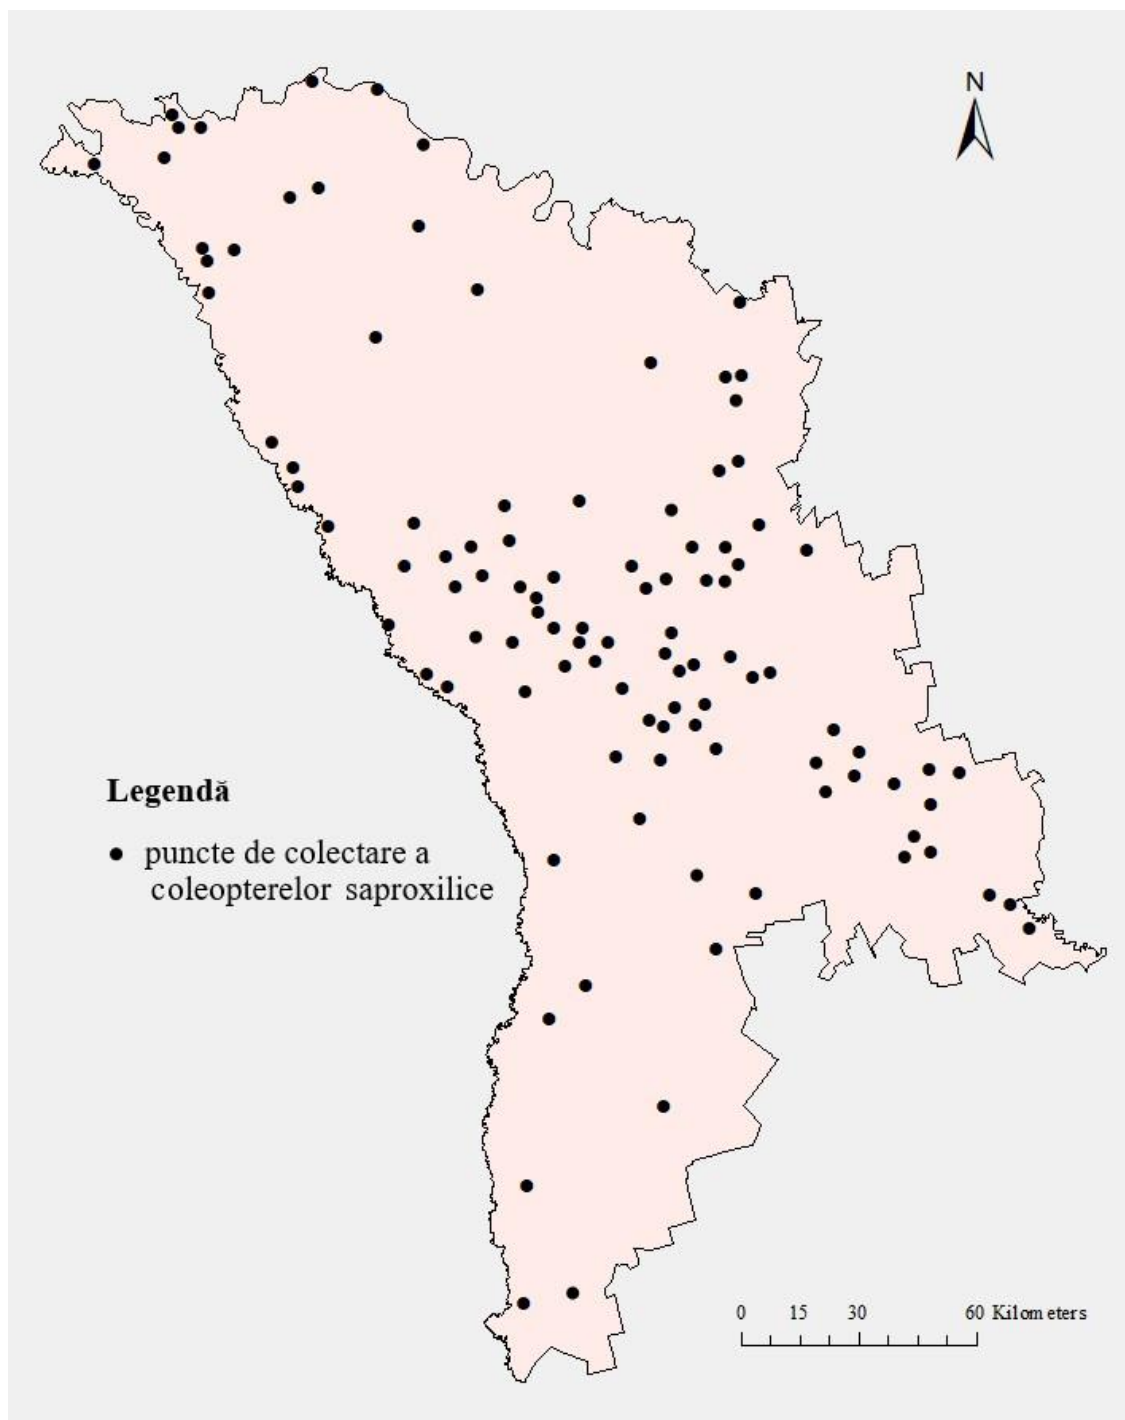 N
Legendă
puncte de colectare a
coleopterelor saproxilice
0 15 30 60 Kilometers